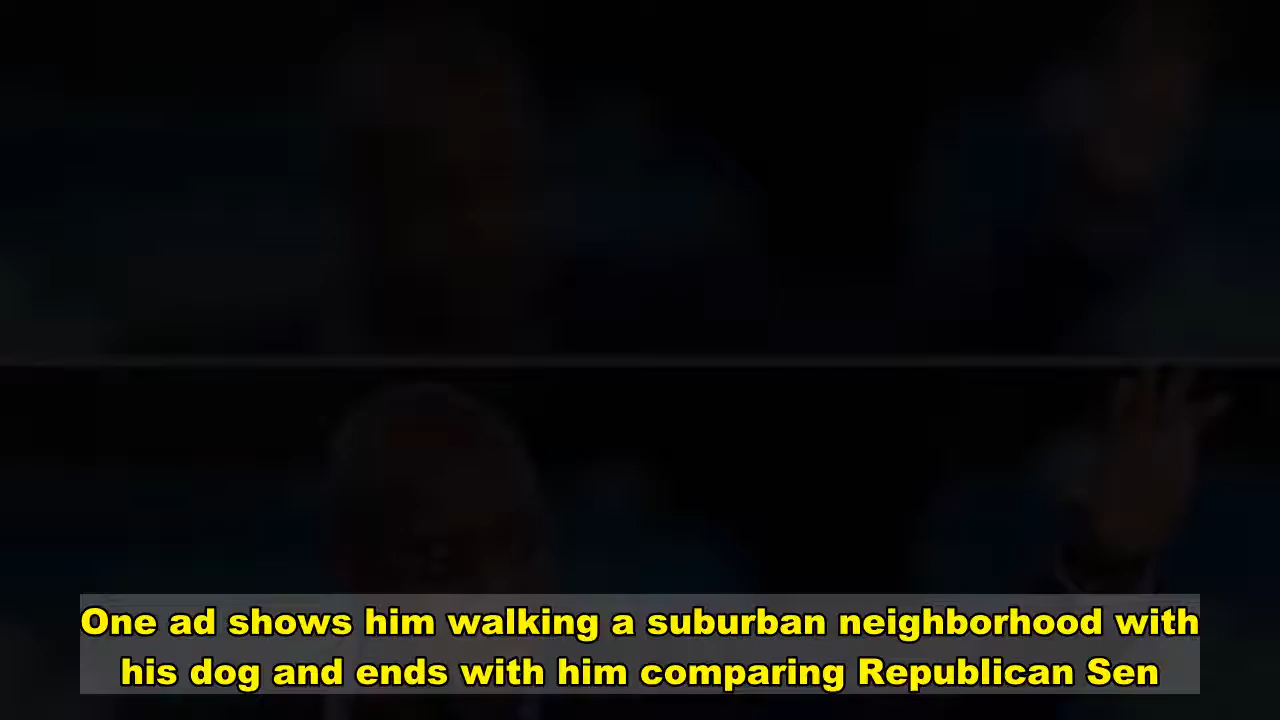 One ad shows him walking a suburban neighborhood with
his dog and ends with him comparing Republican Sen